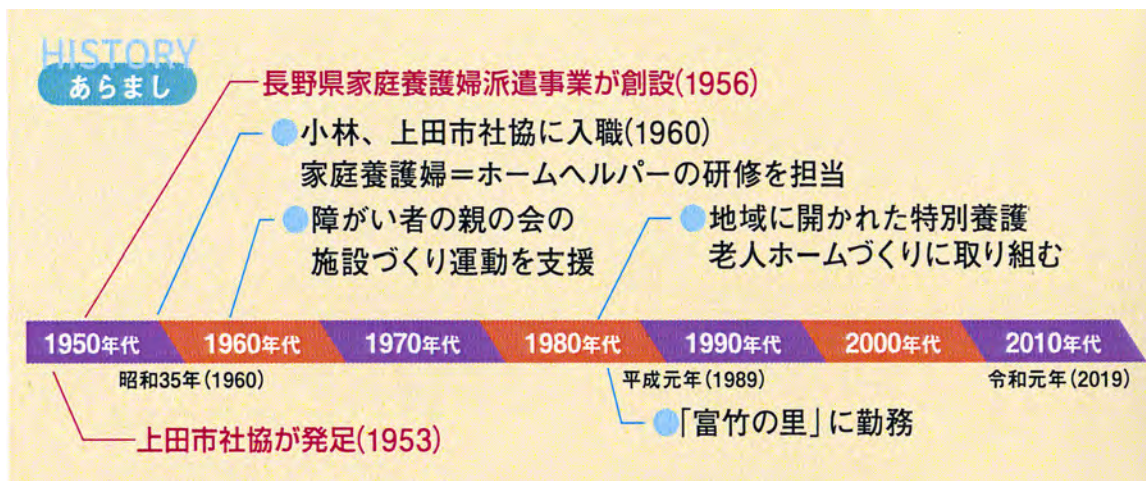 HISTORY
あらまし
長野県家庭養護婦派遣事業が創設(1956)
●小林、上田市社協に入職(1960)
家庭養護婦＝ホームヘルパーの研修を担当
●障がい者の親の会の
施設づくり運動を支援
●地域に開かれた特別養護
老人ホームづくりに取り組む
1950年代 1960年代 1970年代 1980年代 1990年代 2000年代 2010年代
昭和35年(1960) 平成元年(1989) 令和元年(2019)
●「富竹の里」に勤務
上田市社協が発足(1953)